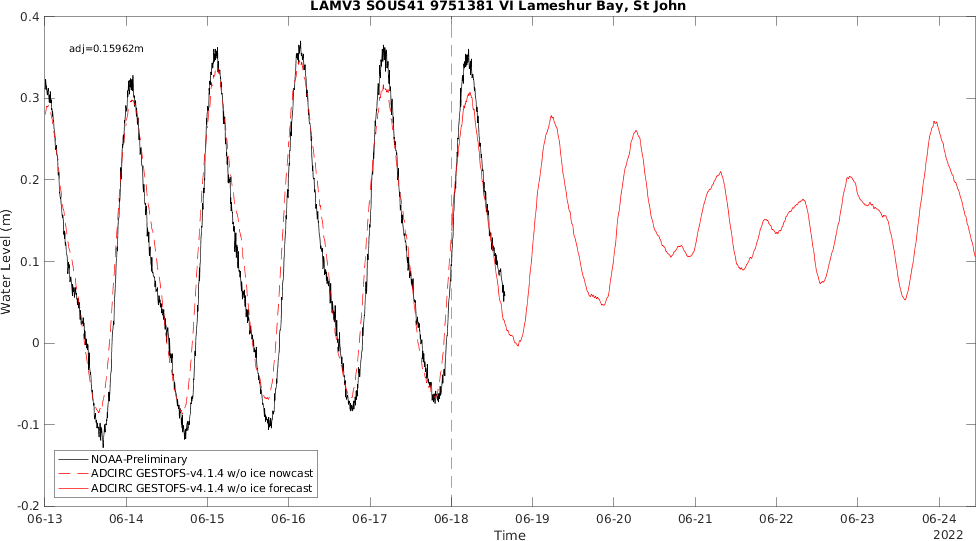 LAMV3 SOUS41 9751381 VI Lameshur Bay, St John
adj=0.15962m
Water Level (m)
0.4
0.3
0.2
0.1
0
-0.1
-0.2
NOAA-Preliminary
ADCIRC GESTOFS-v4.1.4 w/o ice nowcast
ADCIRC GESTOFS-v4.1.4 w/o ice forecast
06-13 06-14 06-15 06-16 06-17 06-18 06-19 06-20 06-21 06-22 06-23 06-24
Time
2022